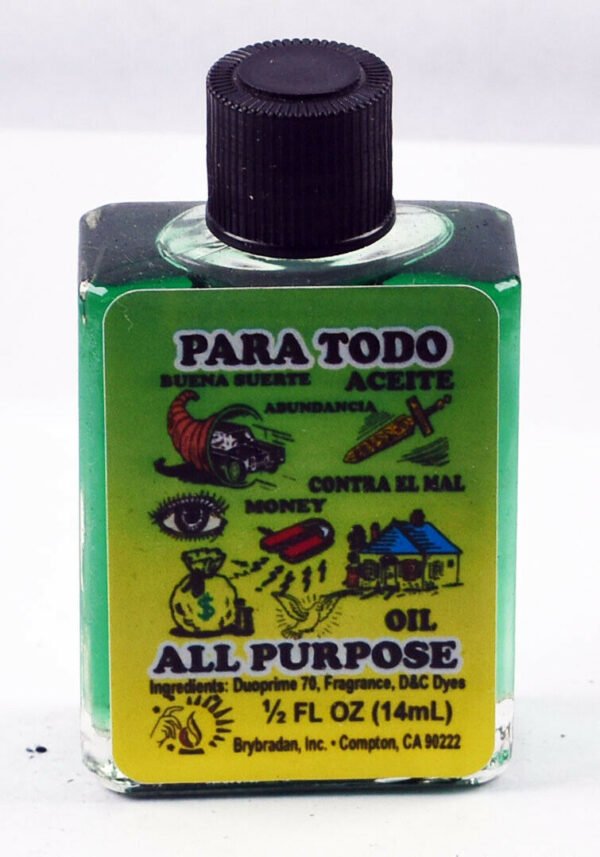 PARA TODO
BUENA SUERTE ACEITE
ABUNDANCIA
CONTRA EL MAL
MONEY
$
OIL
ALL PURPOSE
Ingredients: Duoprime 70, Fragrance, D&C Dyes
½ FL OZ (14mL)
Brybradan, Inc. • Compton, CA 90222